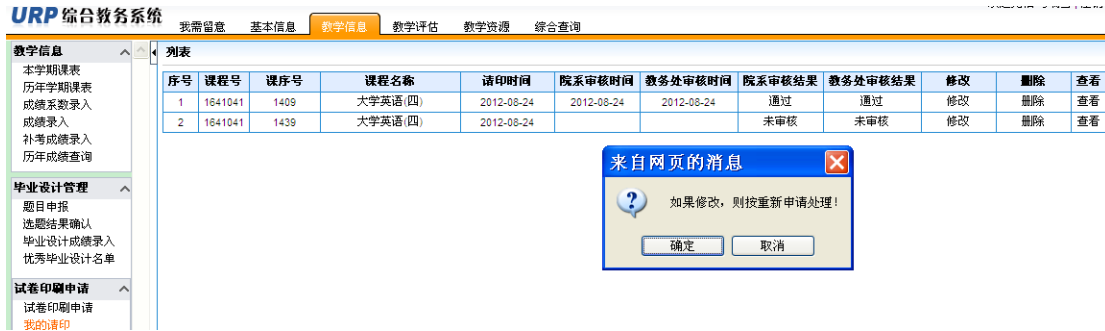 URP 综合教务系统
我需留意 基本信息 教学信息 教学评估 教学资源 综合查询
教学信息
本学期课表
历年学期课表
成绩系数录入
成绩录入
补考成绩录入
历年成绩查询
毕业设计管理
题目申报
选题结果确认
毕业设计成绩录入
优秀毕业设计名单
试卷印刷申请
试卷印刷申请
我的请印
列表
序号 课程号 课序号 课程名称 请印时间 院系审核时间 教务处审核时间 院系审核结果 教务处审核结果 修改 删除 查看
1 1641041 1409 大学英语(四) 2012-08-24 2012-08-24 2012-08-24 通过 通过 修改 删除 查看
2 1641041 1439 大学英语(四) 2012-08-24 未审核 未审核 修改 删除 查看
来自网页的消息
如果修改，则按重新申请处理！
确定 取消